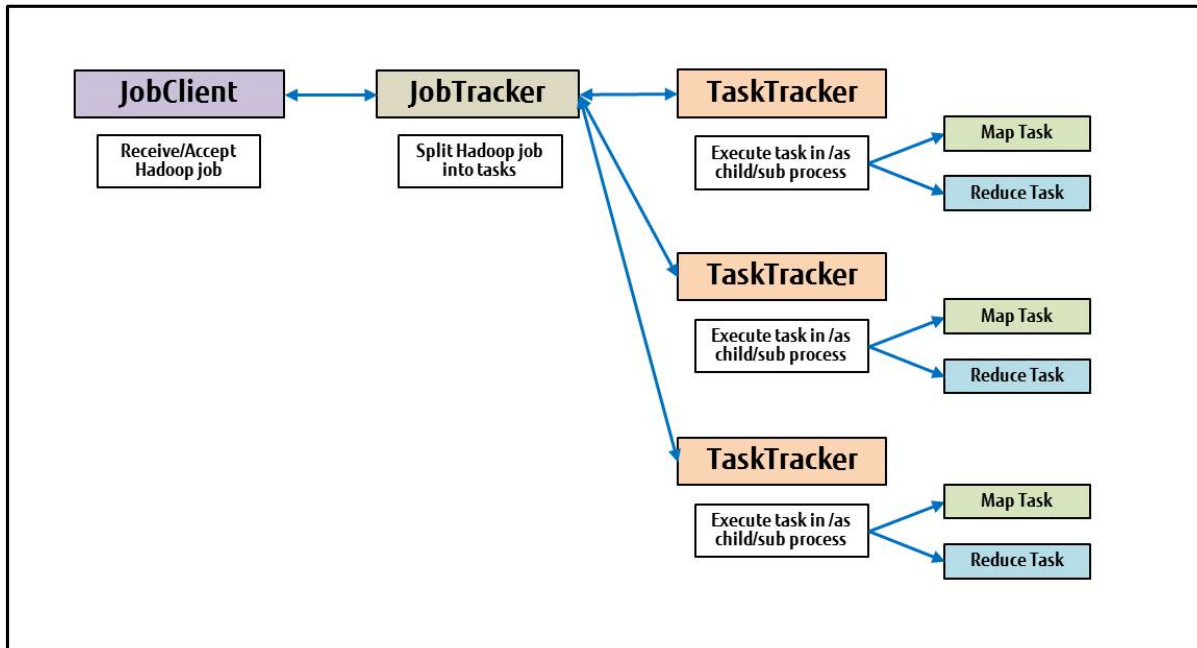 JobClient
JobTracker
TaskTracker
Receive/Accept
Hadoop job
Split Hadoop job
into tasks
Execute task in /as
child/sub process
Map Task
Reduce Task
TaskTracker
Execute task in /as
child/sub process
Map Task
Reduce Task
TaskTracker
Execute task in /as
child/sub process
Map Task
Reduce Task